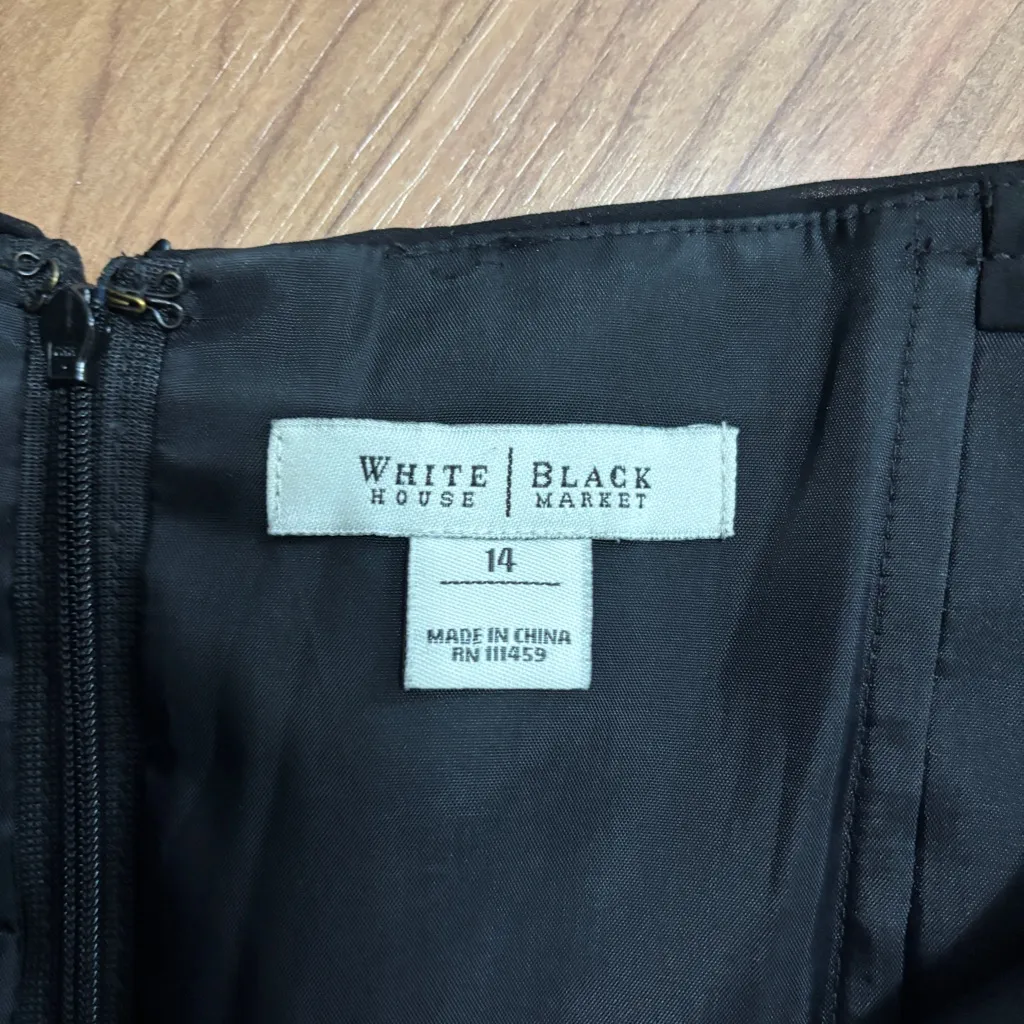 WHITE | BLACK
HOUSE | MARKET
14
MADE IN CHINA
RN 111459